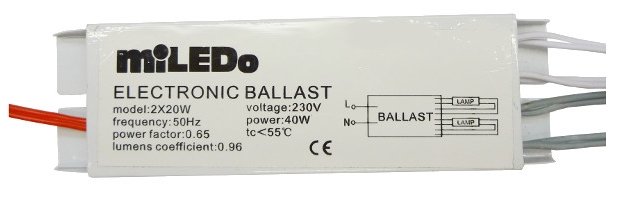 miLEDo
ELECTRONIC BALLAST
model:2X20W voltage:230V
frequency:50Hz power:40W
power factor:0.65 tc<55℃
lumens coefficient:0.96
CE
L
N
BALLAST
LAMP
LAMP